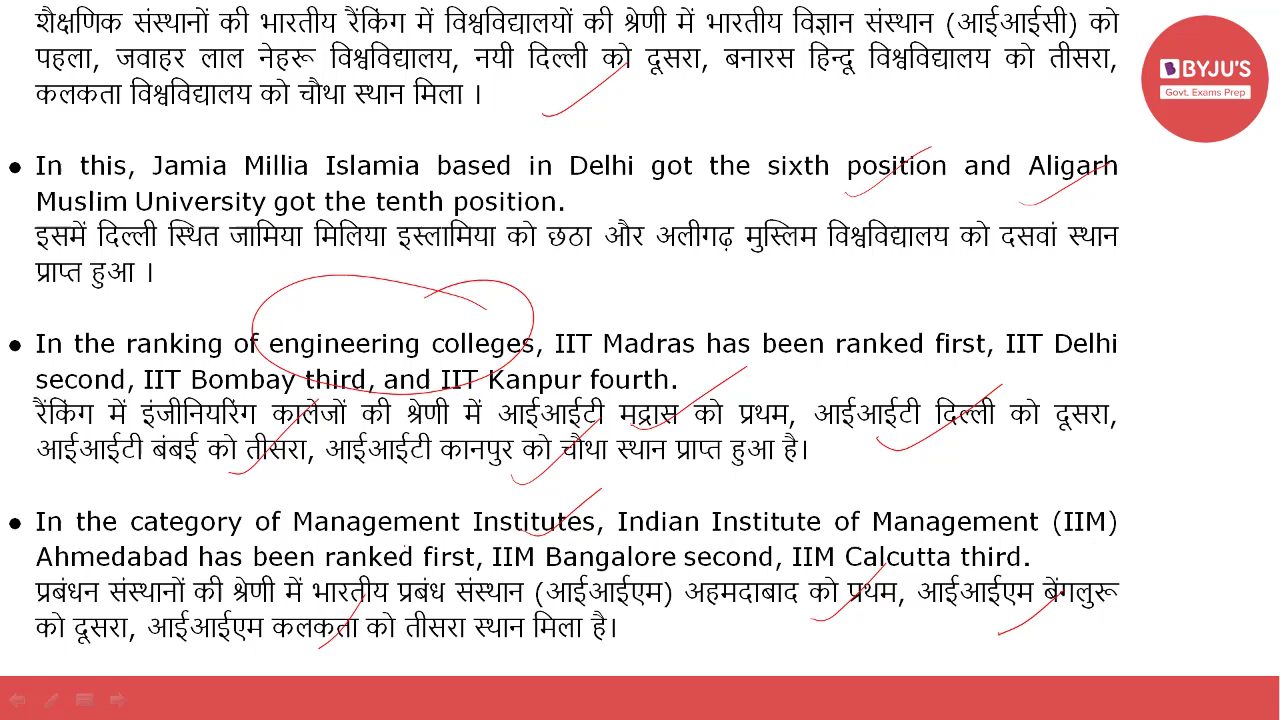 शैक्षणिक संस्थानों की भारतीय रैंकिंग में विश्वविद्यालयों की श्रेणी में भारतीय विज्ञान संस्थान (आईआईसी) को
पहला, जवाहर लाल नेहरू विश्वविद्यालय, नयी दिल्ली को दूसरा, बनारस हिन्दू विश्वविद्यालय को तीसरा,
कलकता विश्वविद्यालय को चौथा स्थान मिला ।
BYJU'S
Govt. Exams Prep
• In this, Jamia Millia Islamia based in Delhi got the sixth position and Aligarh
Muslim University got the tenth position.
इसमें दिल्ली स्थित जामिया मिलिया इस्लामिया को छठा और अलीगढ़ मुस्लिम विश्वविद्यालय को दसवां स्थान
प्राप्त हुआ ।
• In the ranking of engineering colleges, IIT Madras has been ranked first, IIT Delhi
second, IIT Bombay third, and IIT Kanpur fourth.
रैंकिंग में इंजीनियरिंग कालेजों की श्रेणी में आईआईटी मद्रास को प्रथम, आईआईटी दिल्ली को दूसरा,
आईआईटी बंबई को तीसरा, आईआईटी कानपुर को चौथा स्थान प्राप्त हुआ है।
• In the category of Management Institutes, Indian Institute of Management (IIM)
Ahmedabad has been ranked first, IIM Bangalore second, IIM Calcutta third.
प्रबंधन संस्थानों की श्रेणी में भारतीय प्रबंध संस्थान (आईआईएम) अहमदाबाद को प्रथम, आईआईएम बेंगलुरू
को दूसरा, आईआईएम कलकता को तीसरा स्थान मिला है।